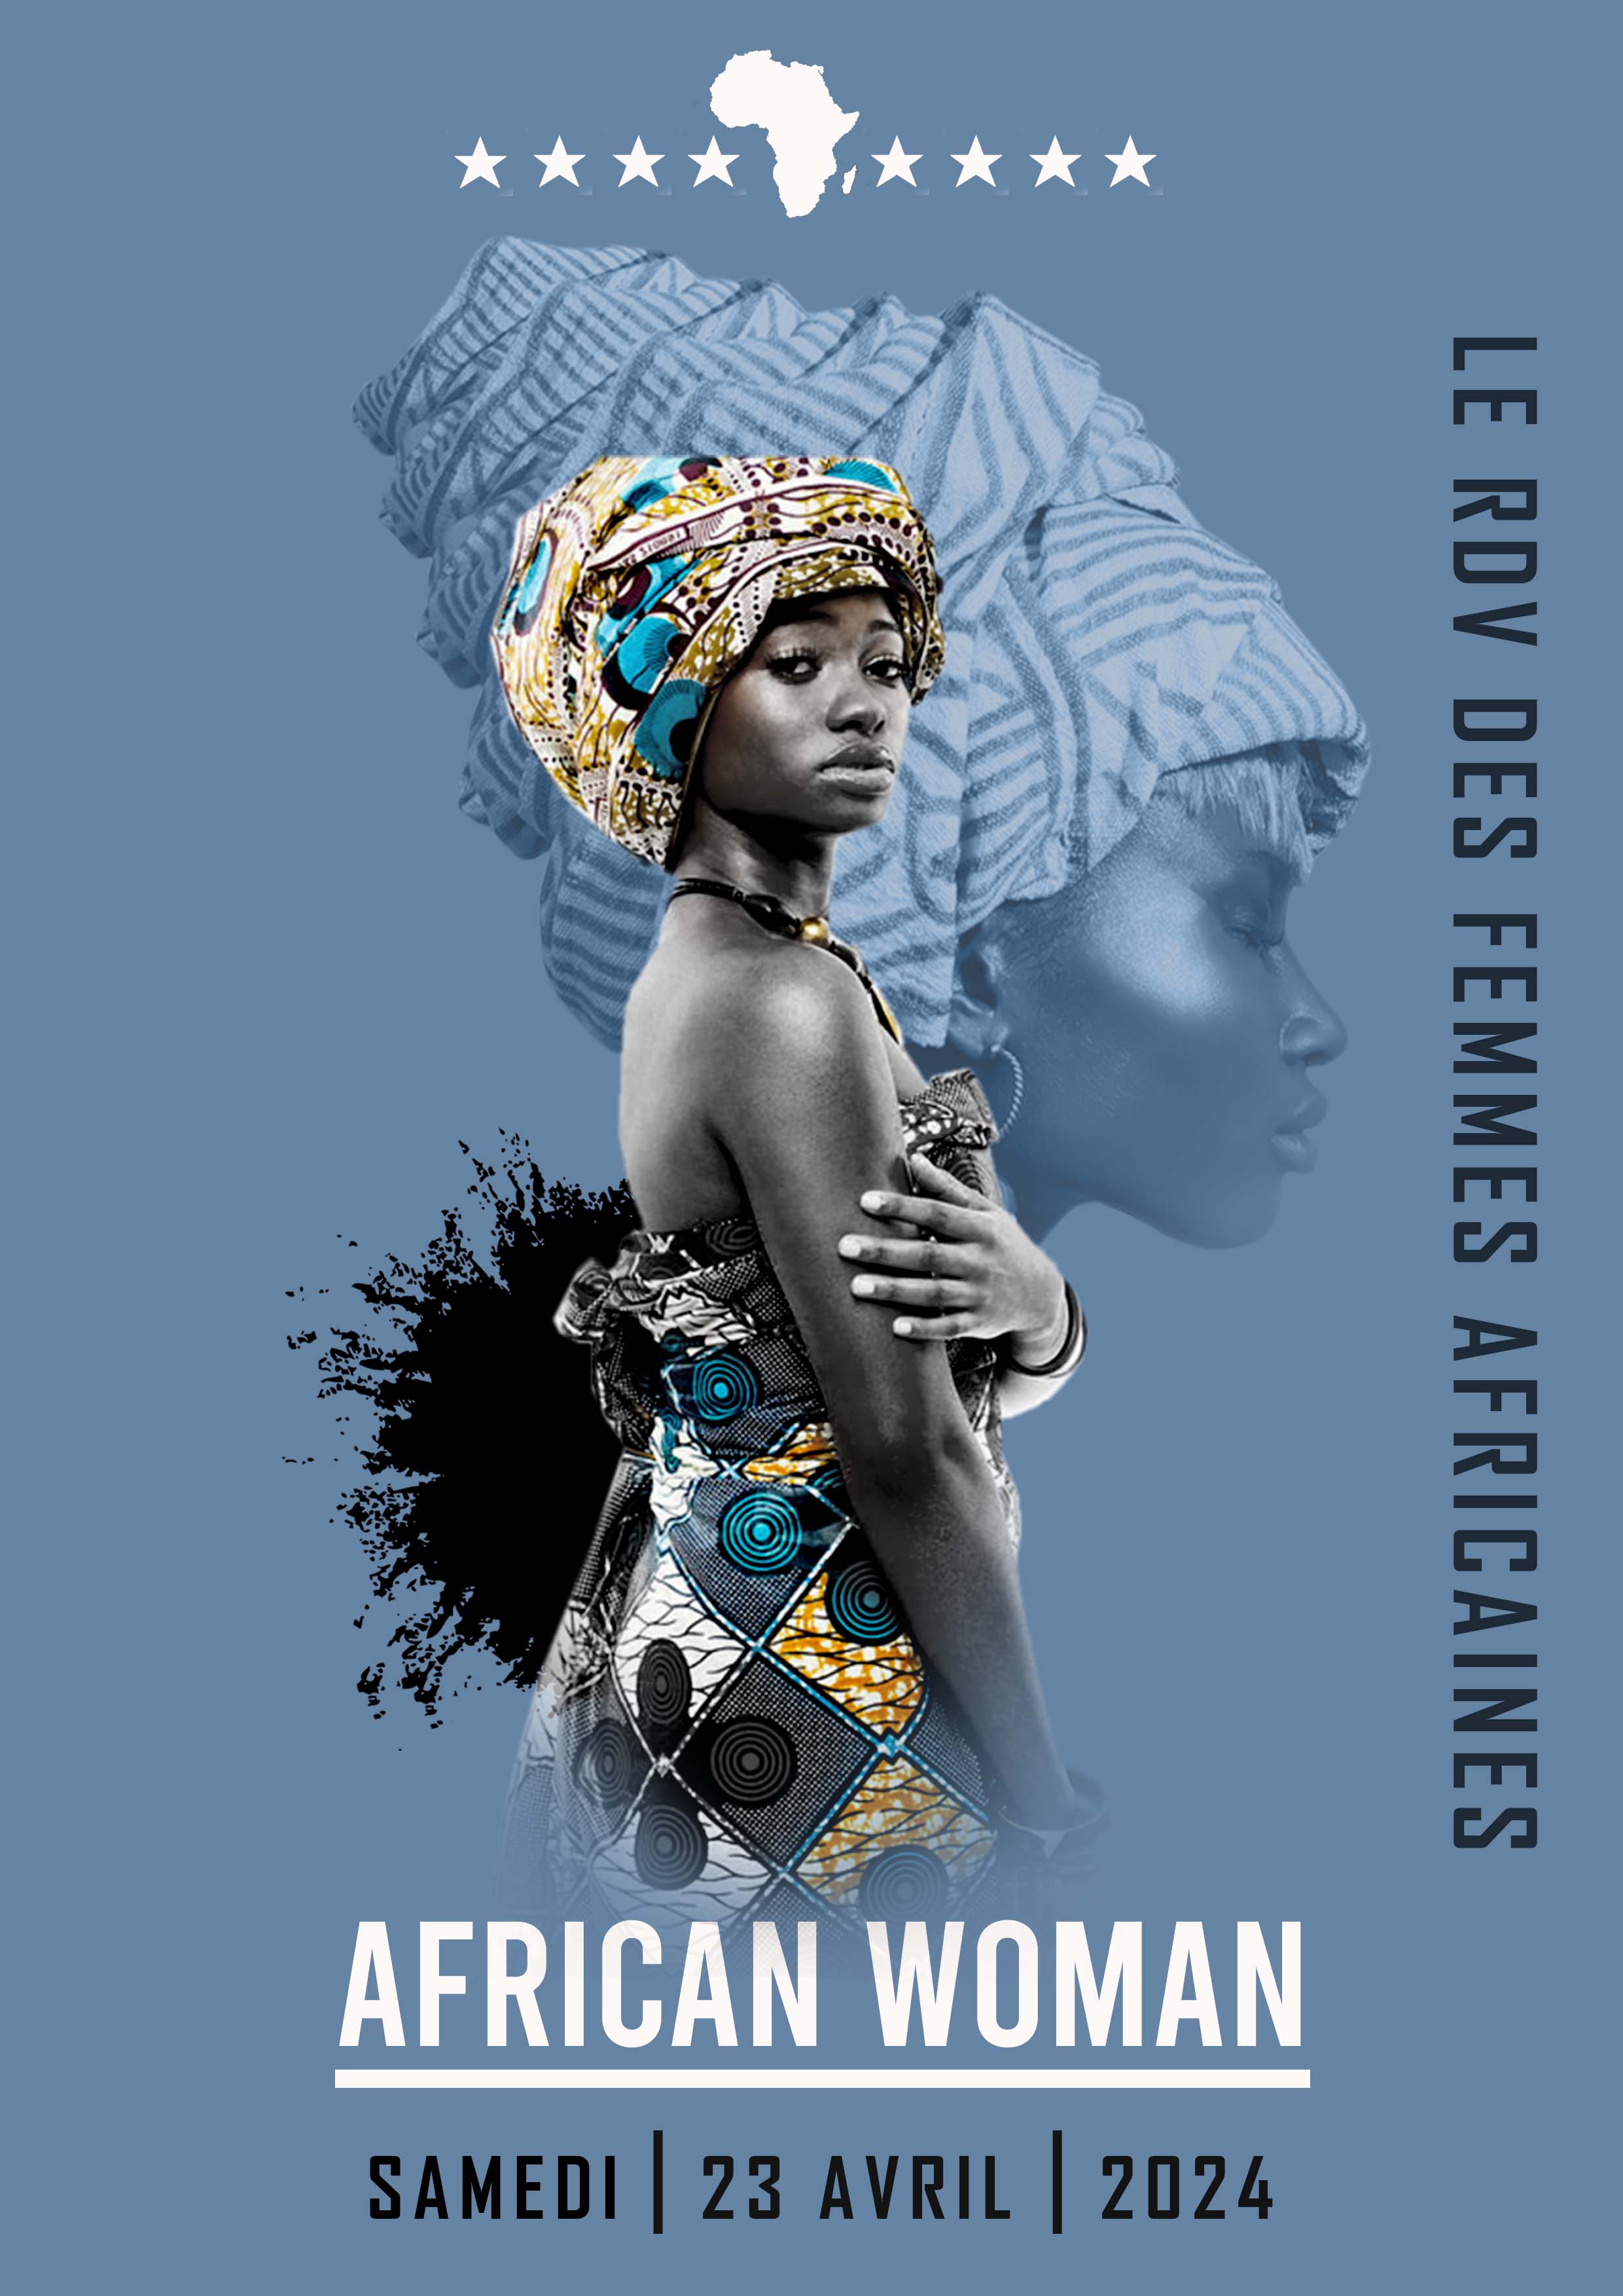 LE RDV DES FEMMES AFRICAINES
AFRICAN WOMAN
SAMEDI | 23 AVRIL | 2024